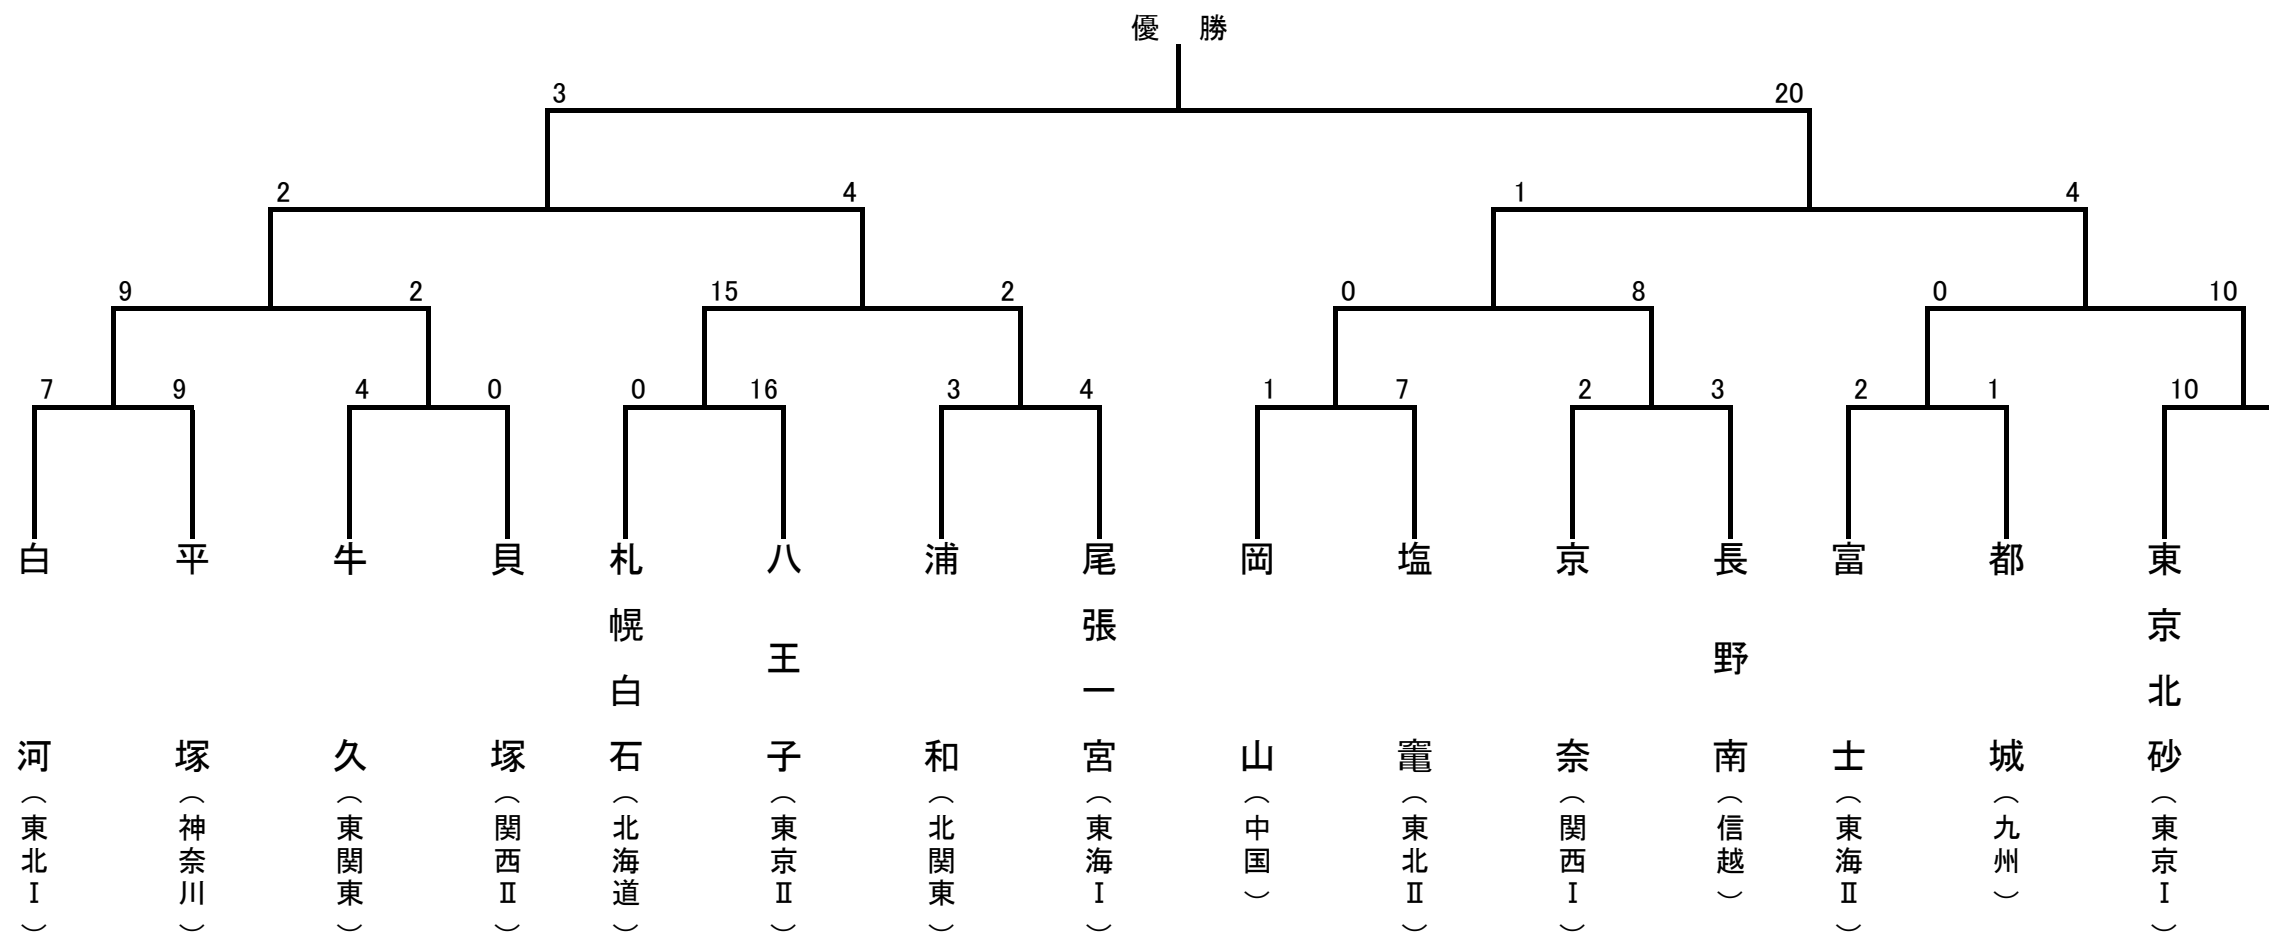 優　勝
3　20
2　4　1　4
9　2　15　2　0　8　0　10
7　9　4　0　0　16　3　4　1　7　2　3　2　1　10
白河（東北Ⅰ）
平塚（神奈川）
牛久（東関東）
貝塚（関西Ⅱ）
札幌白石（北海道）
八王子（東京Ⅱ）
浦和（北関東）
尾張一宮（東海Ⅰ）
岡山（中国）
塩竈（東北Ⅱ）
京奈（関西Ⅰ）
長野南（信越）
富士（東海Ⅱ）
都城（九州）
東京北砂（東京Ⅰ）